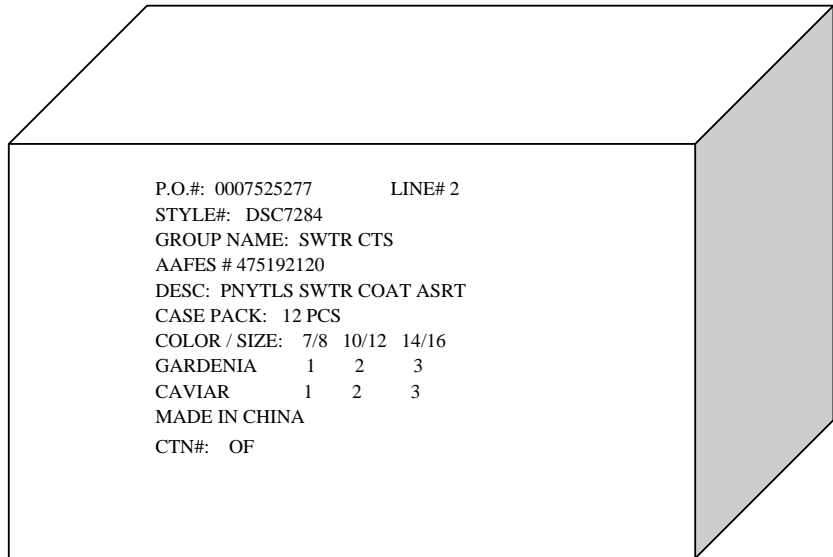 P.O.#: 0007525277 LINE# 2
STYLE#: DSC7284
GROUP NAME: SWTR CTS
AAFES # 475192120
DESC: PNYTLS SWTR COAT ASRT
CASE PACK: 12 PCS
COLOR / SIZE: 7/8 10/12 14/16
GARDENIA 1 2 3
CAVIAR 1 2 3
MADE IN CHINA
CTN#: OF